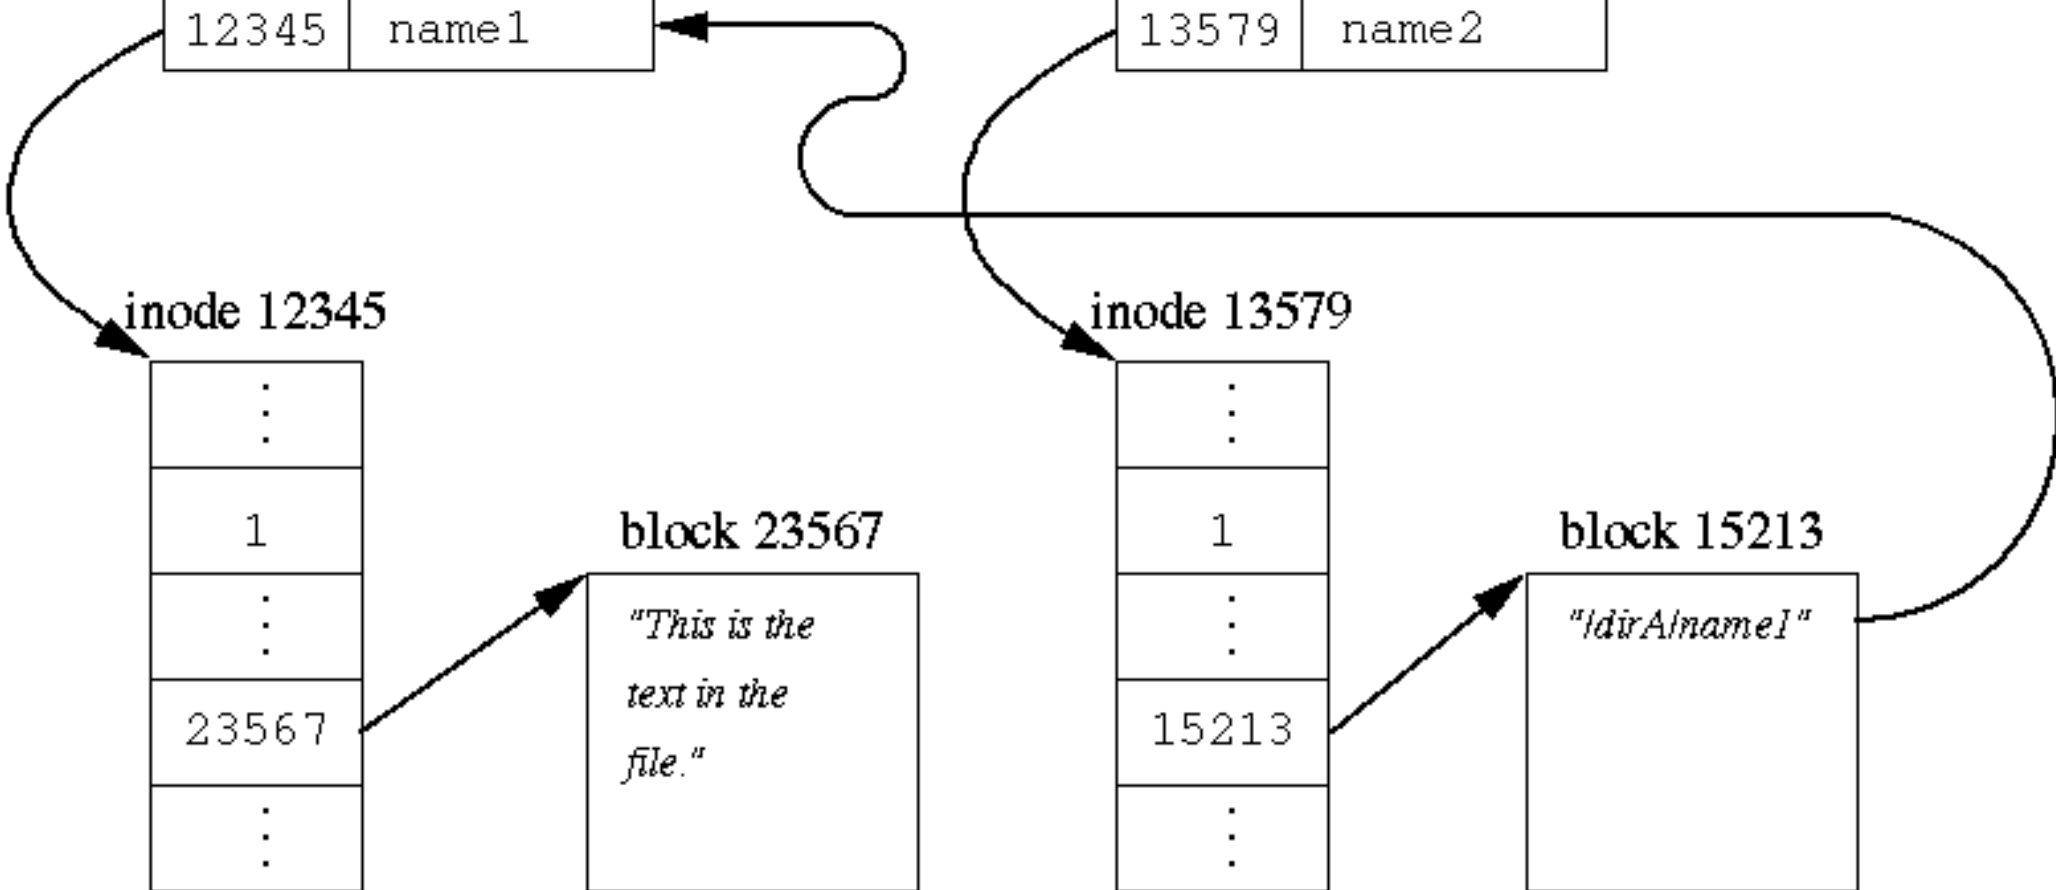 12345 name1
13579 name2
inode 12345
inode 13579
1
1
block 23567
block 15213
"This is the
text in the
file."
"/dirA/name1"
23567
15213